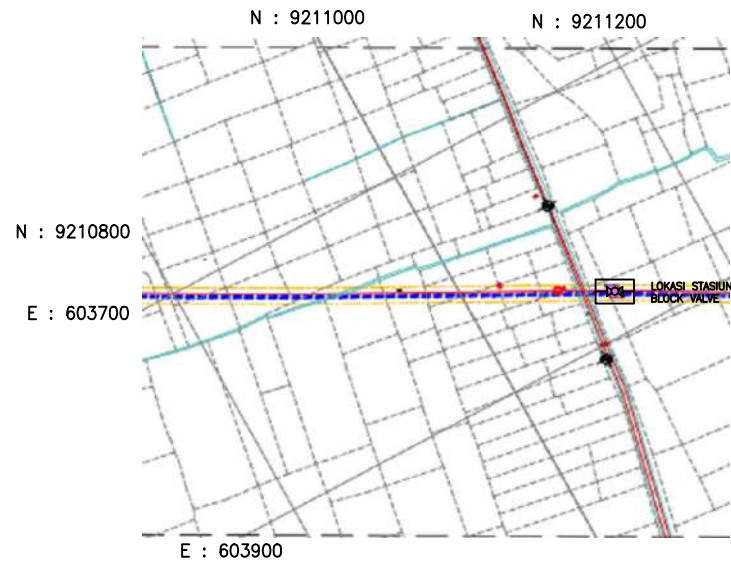 N : 9211000
N : 9211200
N : 9210800
LOKASI STASIUN
BLOCK VALVE
E : 603700
E : 603900